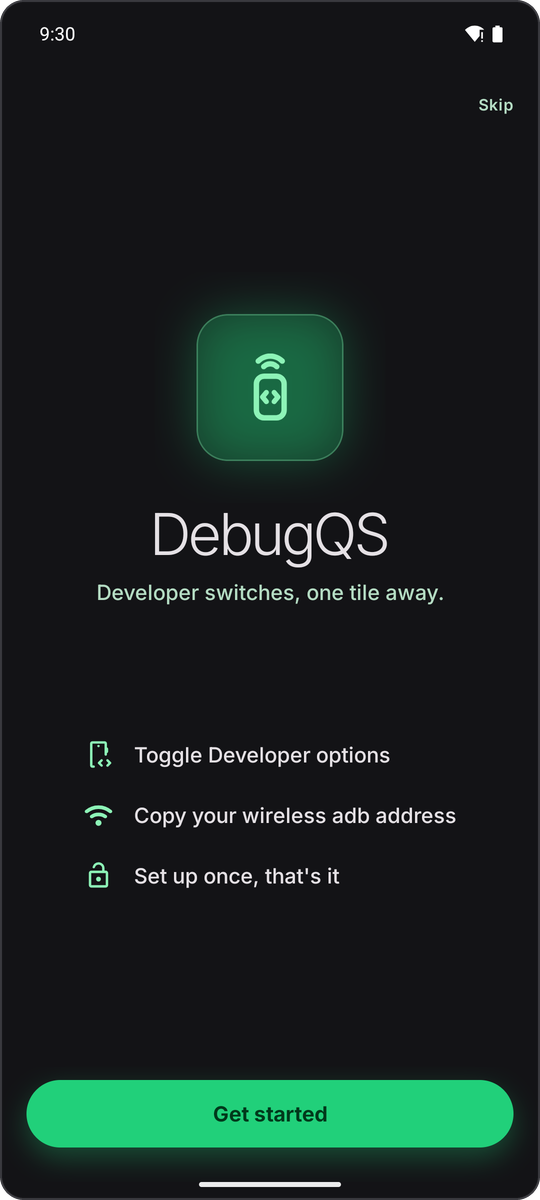 9:30
Skip
DebugQS
Developer switches, one tile away.
Toggle Developer options
Copy your wireless adb address
Set up once, that's it
Get started